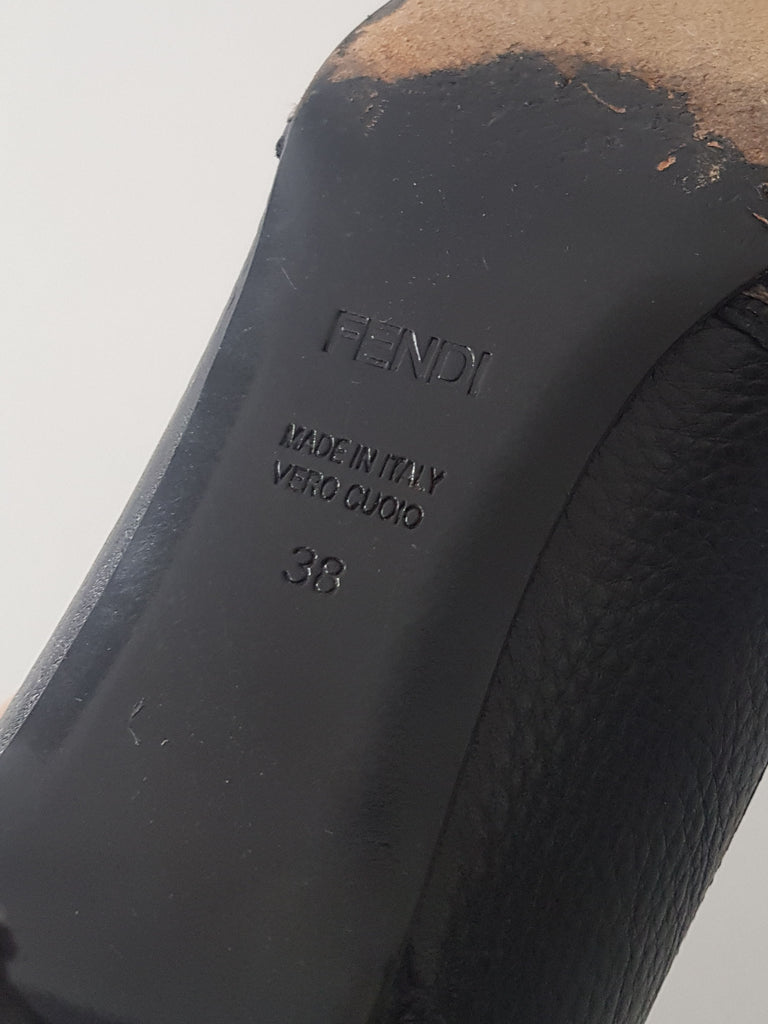 FENDI
MADE IN ITALY
VERO CUOIO
38